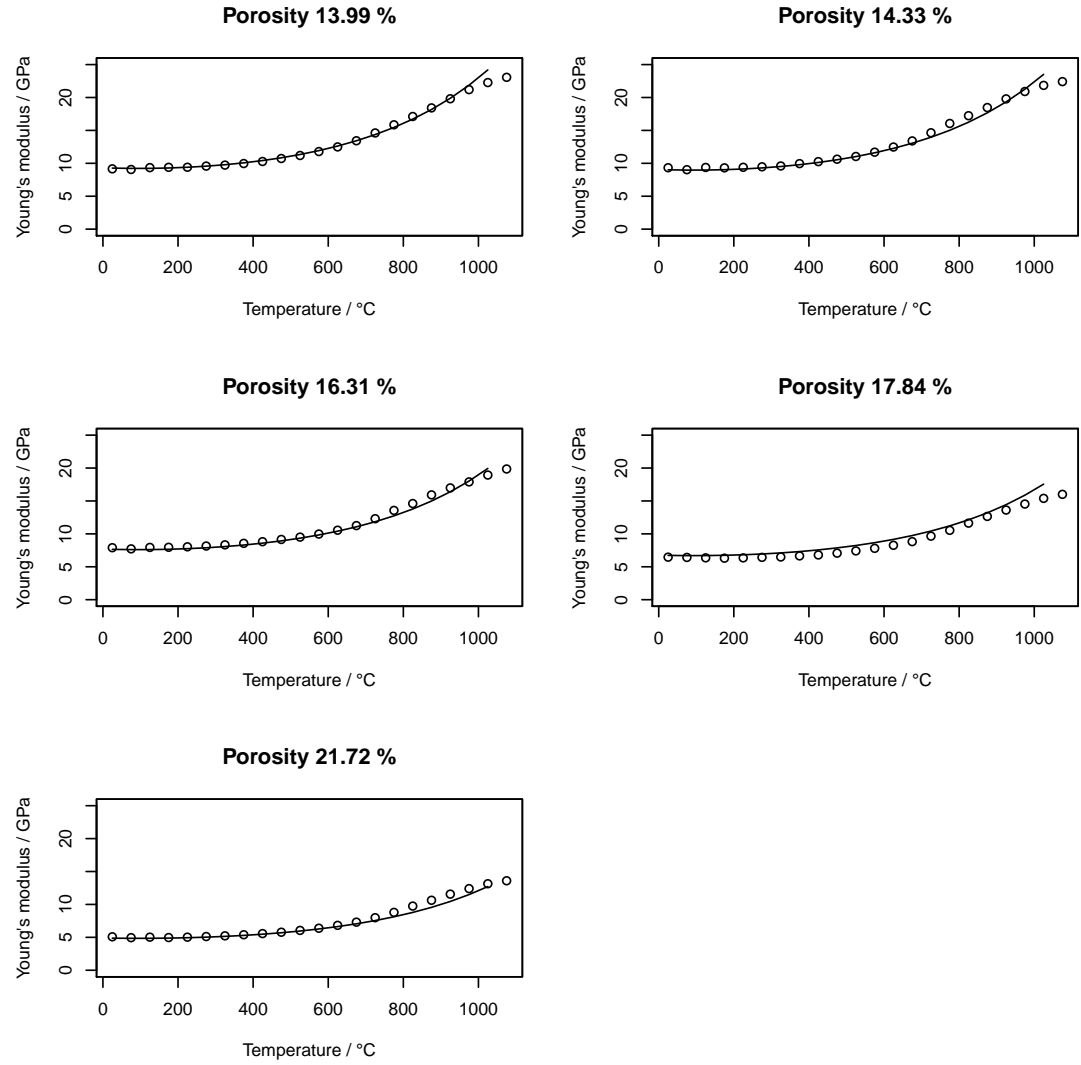 Porosity 13.99 %
Young's modulus / GPa
20
10
5
0
0 200 400 600 800 1000
Temperature / °C
Porosity 14.33 %
Young's modulus / GPa
20
10
5
0
0 200 400 600 800 1000
Temperature / °C
Porosity 16.31 %
Young's modulus / GPa
20
10
5
0
0 200 400 600 800 1000
Temperature / °C
Porosity 17.84 %
Young's modulus / GPa
20
10
5
0
0 200 400 600 800 1000
Temperature / °C
Porosity 21.72 %
Young's modulus / GPa
20
10
5
0
0 200 400 600 800 1000
Temperature / °C